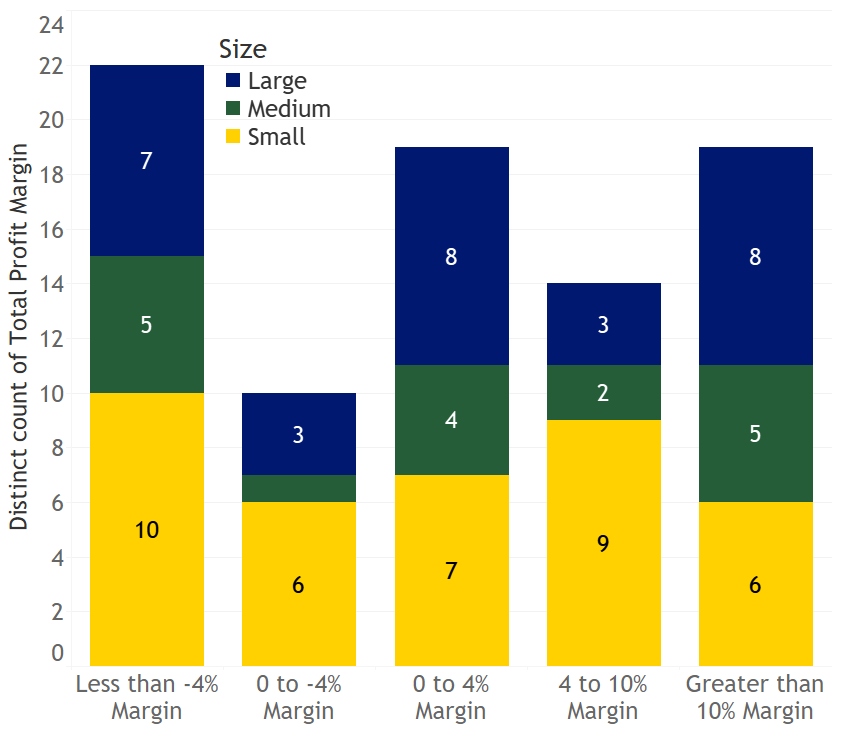 24
22
20
18
16
14
12
10
8
6
4
2
0
Distinct count of Total Profit Margin
Size
Large
Medium
Small
7
5
10
3
6
8
4
7
3
2
9
8
5
6
Less than -4%
Margin
0 to -4%
Margin
0 to 4%
Margin
4 to 10%
Margin
Greater than
10% Margin